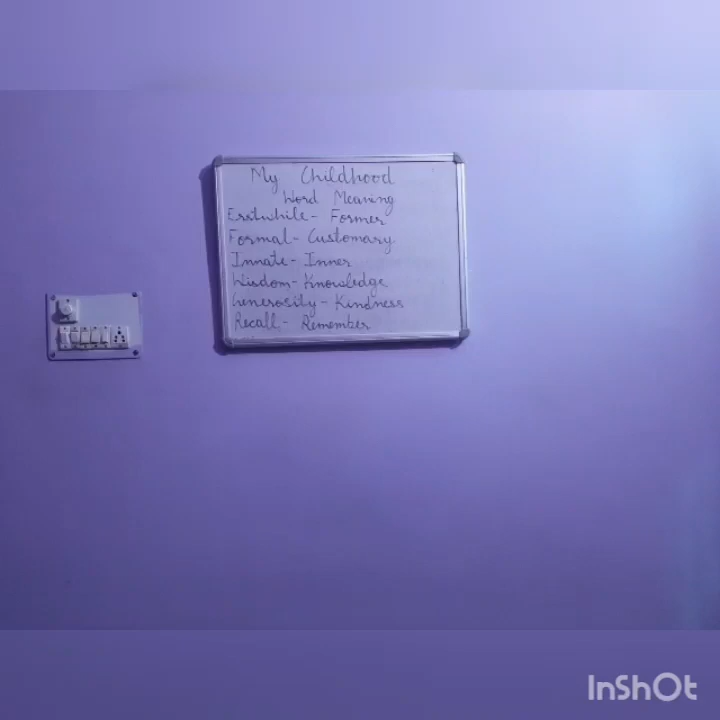 My Childhood
Word Meaning
Erstwhile - Former
Formal - Customary.
Innate - Inner
Wisdom - Knowledge
Generosity - Kindness
Recall - Remember
InShOt